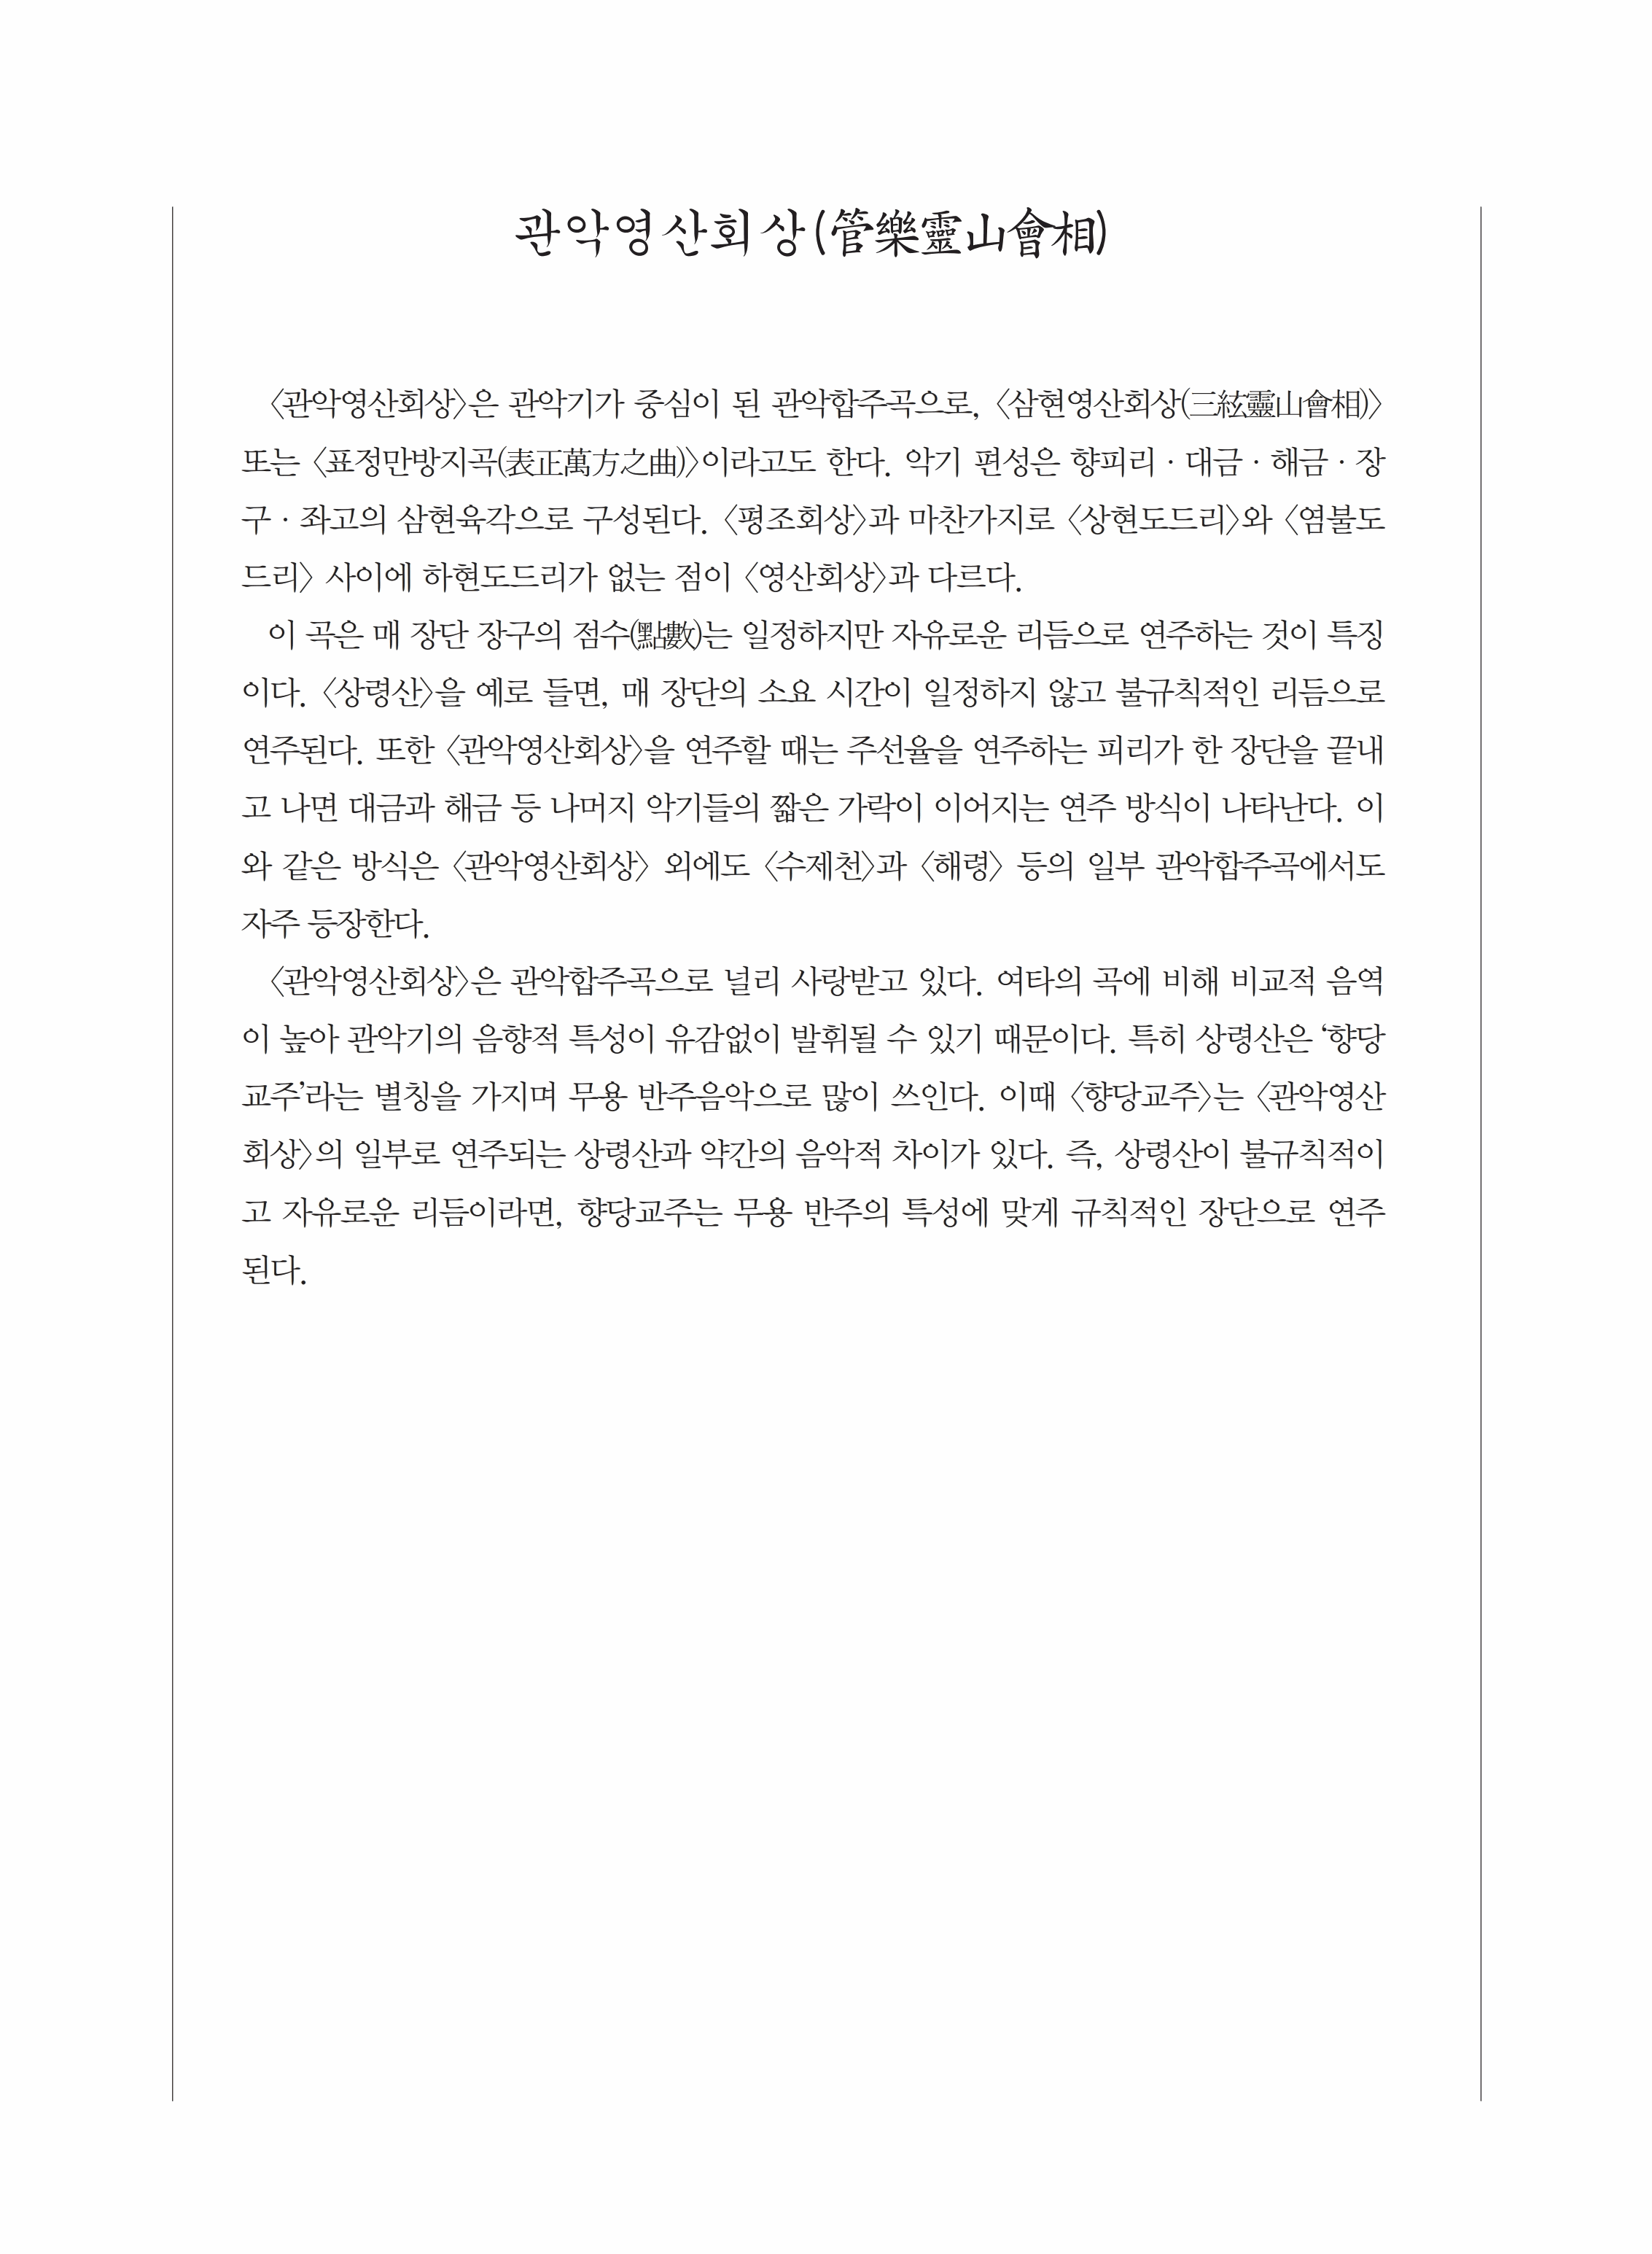 관악영산회상(管樂靈山會相)
〈관악영산회상〉은 관악기가 중심이 된 관악합주곡으로, 〈삼현영산회상(三絃靈山會相)〉
또는 〈표정만방지곡(表正萬方之曲)〉이라고도 한다. 악기 편성은 향피리 · 대금 · 해금 · 장
구 · 좌고의 삼현육각으로 구성된다. 〈평조회상〉과 마찬가지로 〈상현도드리〉와 〈염불도
드리〉 사이에 하현도드리가 없는 점이 〈영산회상〉과 다르다.
이 곡은 매 장단 장구의 점수(點數)는 일정하지만 자유로운 리듬으로 연주하는 것이 특징
이다. 〈상령산〉을 예로 들면, 매 장단의 소요 시간이 일정하지 않고 불규칙적인 리듬으로
연주된다. 또한 〈관악영산회상〉을 연주할 때는 주선율을 연주하는 피리가 한 장단을 끝내
고 나면 대금과 해금 등 나머지 악기들의 짧은 가락이 이어지는 연주 방식이 나타난다. 이
와 같은 방식은 〈관악영산회상〉 외에도 〈수제천〉과 〈해령〉 등의 일부 관악합주곡에서도
자주 등장한다.
〈관악영산회상〉은 관악합주곡으로 널리 사랑받고 있다. 여타의 곡에 비해 비교적 음역
이 높아 관악기의 음향적 특성이 유감없이 발휘될 수 있기 때문이다. 특히 상령산은 ‘향당
교주’라는 별칭을 가지며 무용 반주음악으로 많이 쓰인다. 이때 〈향당교주〉는 〈관악영산
회상〉의 일부로 연주되는 상령산과 약간의 음악적 차이가 있다. 즉, 상령산이 불규칙적이
고 자유로운 리듬이라면, 향당교주는 무용 반주의 특성에 맞게 규칙적인 장단으로 연주
된다.